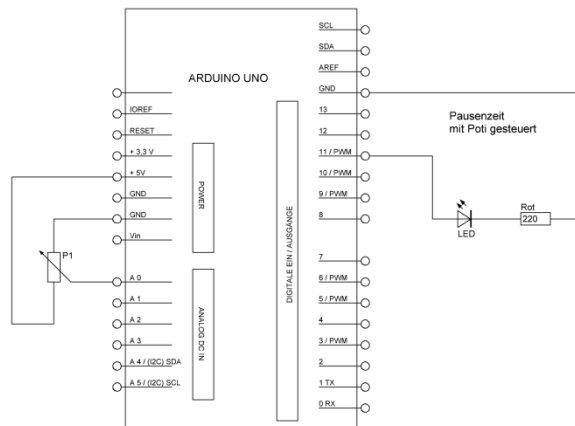 ARDUINO UNO
IOREF
RESET
+ 3,3 V
+ 5V
GND
GND
Vin
A 0
A 1
A 2
A 3
A 4 / (I2C) SDA
A 5 / (I2C) SCL
POWER
ANALOG DC IN
P1
SCL
SDA
AREF
GND
13
12
11 / PWM
10 / PWM
9 / PWM
8
7
6 / PWM
5 / PWM
4
3 / PWM
2
1 TX
0 RX
DIGITALE EIN / AUSGÄNGE
Pausenzeit
mit Poti gesteuert
LED
Rot
220